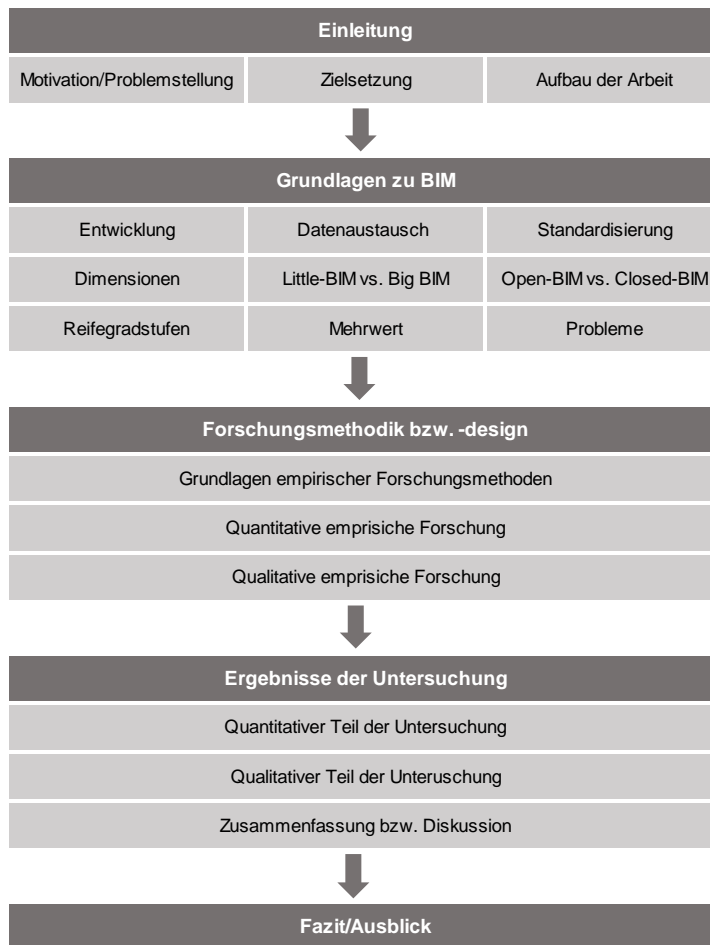 Einleitung
Motivation/Problemstellung Zielsetzung Aufbau der Arbeit
Grundlagen zu BIM
Entwicklung Datenaustausch Standardisierung
Dimensionen Little-BIM vs. Big BIM Open-BIM vs. Closed-BIM
Reifegradstufen Mehrwert Probleme
Forschungsmethodik bzw. -design
Grundlagen empirischer Forschungsmethoden
Quantitative emprisiche Forschung
Qualitative emprisiche Forschung
Ergebnisse der Untersuchung
Quantitativer Teil der Untersuchung
Qualitativer Teil der Unteruschung
Zusammenfassung bzw. Diskussion
Fazit/Ausblick